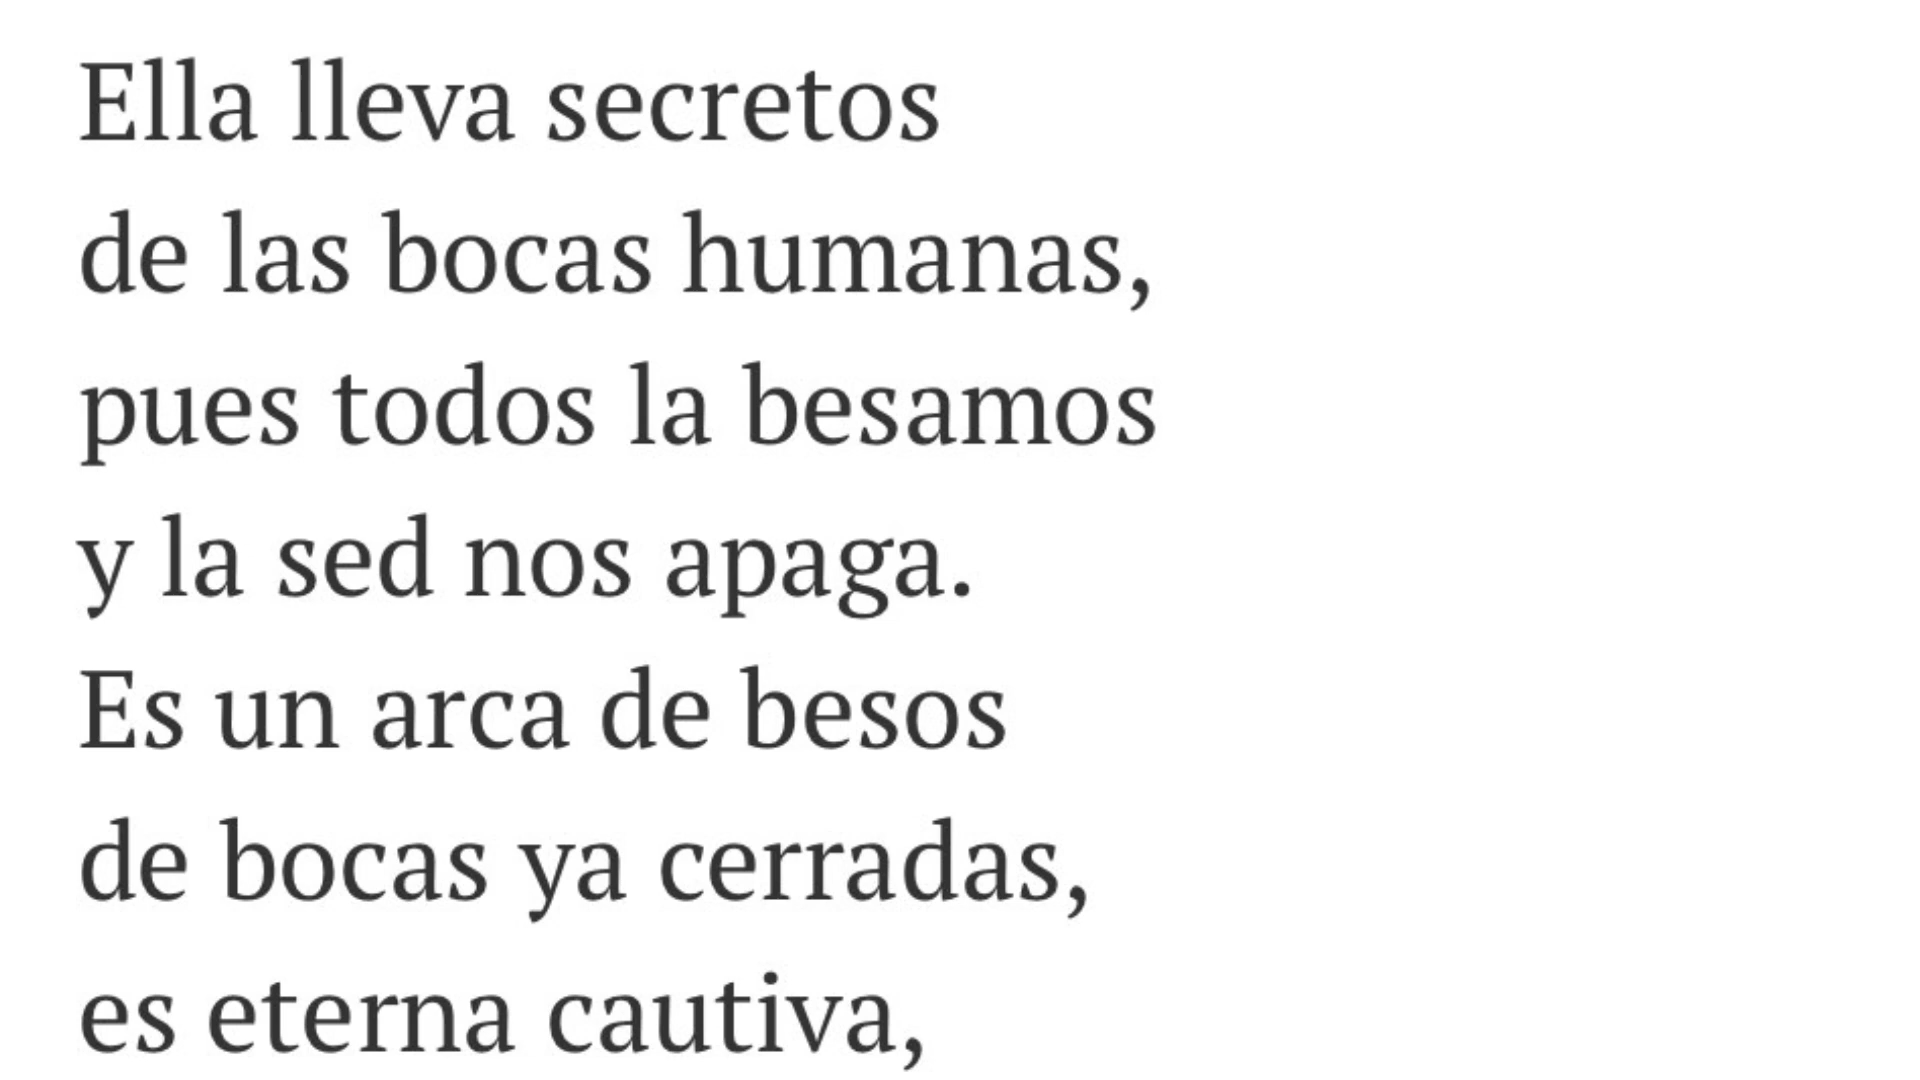 Ella lleva secretos
de las bocas humanas,
pues todos la besamos
y la sed nos apaga.
Es un arca de besos
de bocas ya cerradas,
es eterna cautiva,